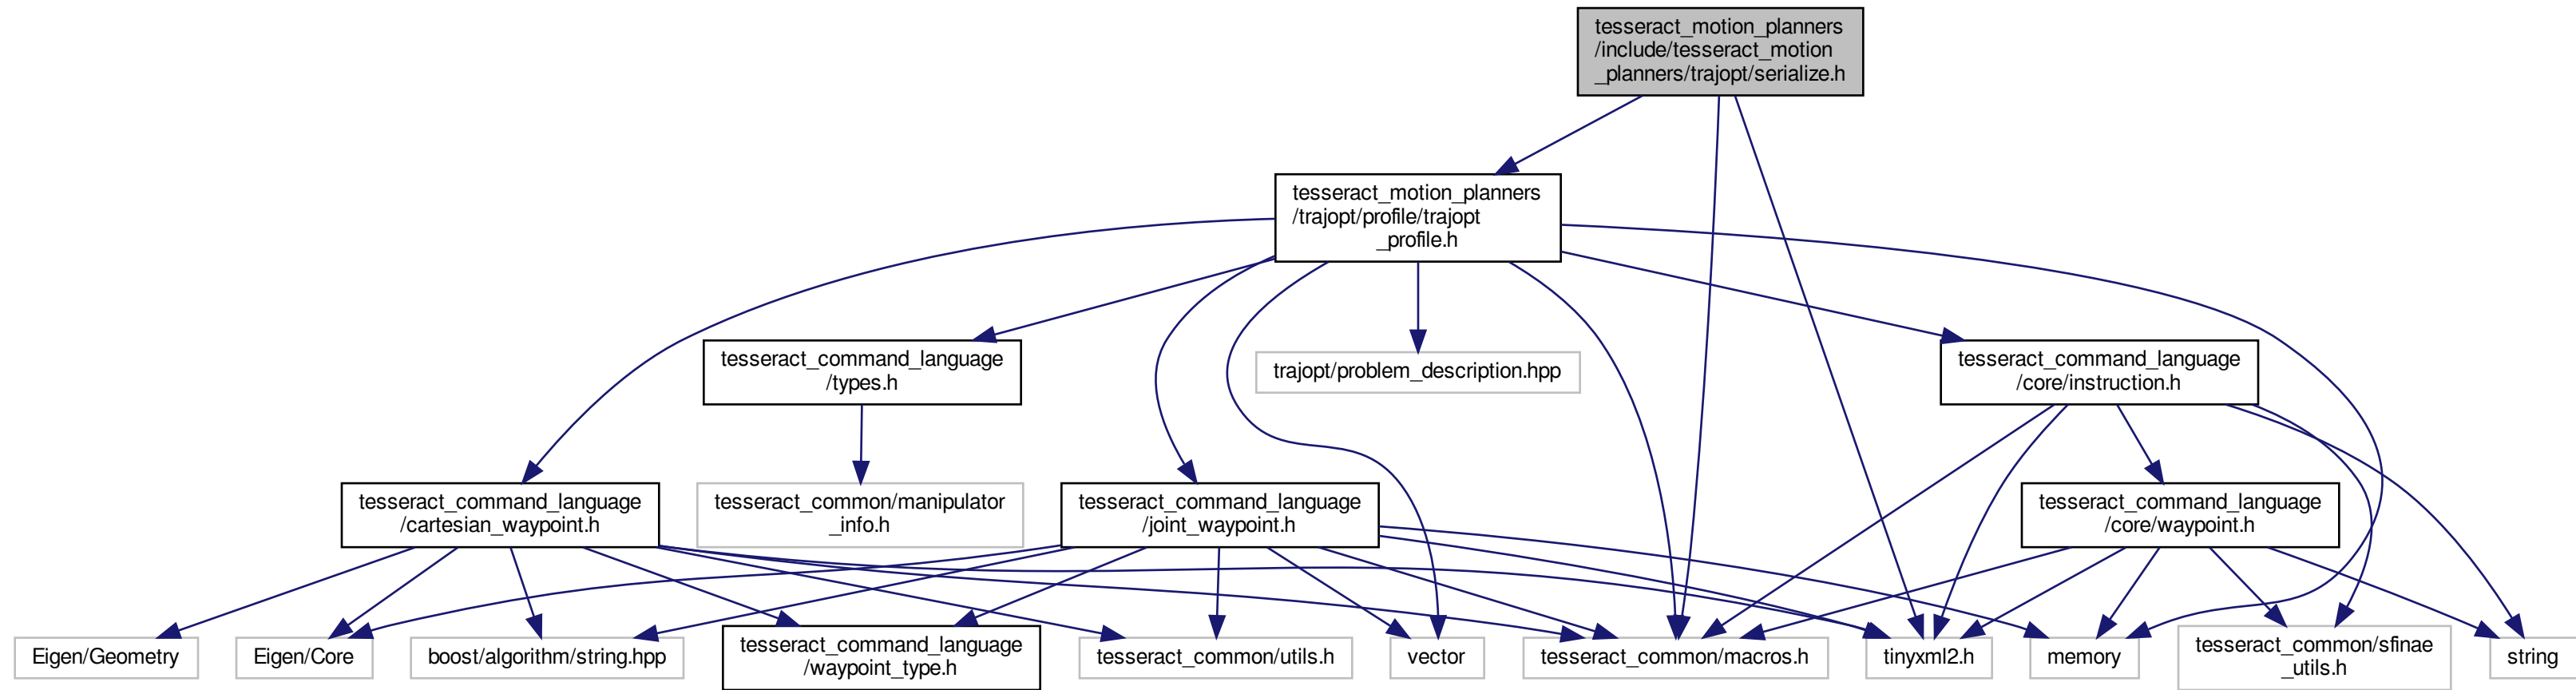 tesseract_motion_planners
/include/tesseract_motion
_planners/trajopt/serialize.h
tesseract_motion_planners
/trajopt/profile/trajopt
_profile.h
tesseract_command_language
/types.h
trajopt/problem_description.hpp
tesseract_command_language
/core/instruction.h
tesseract_command_language
/cartesian_waypoint.h
tesseract_common/manipulator
_info.h
tesseract_command_language
/joint_waypoint.h
tesseract_command_language
/core/waypoint.h
Eigen/Geometry
Eigen/Core
boost/algorithm/string.hpp
tesseract_command_language
/waypoint_type.h
tesseract_common/utils.h
vector
tesseract_common/macros.h
tinyxml2.h
memory
tesseract_common/sfinae
_utils.h
string